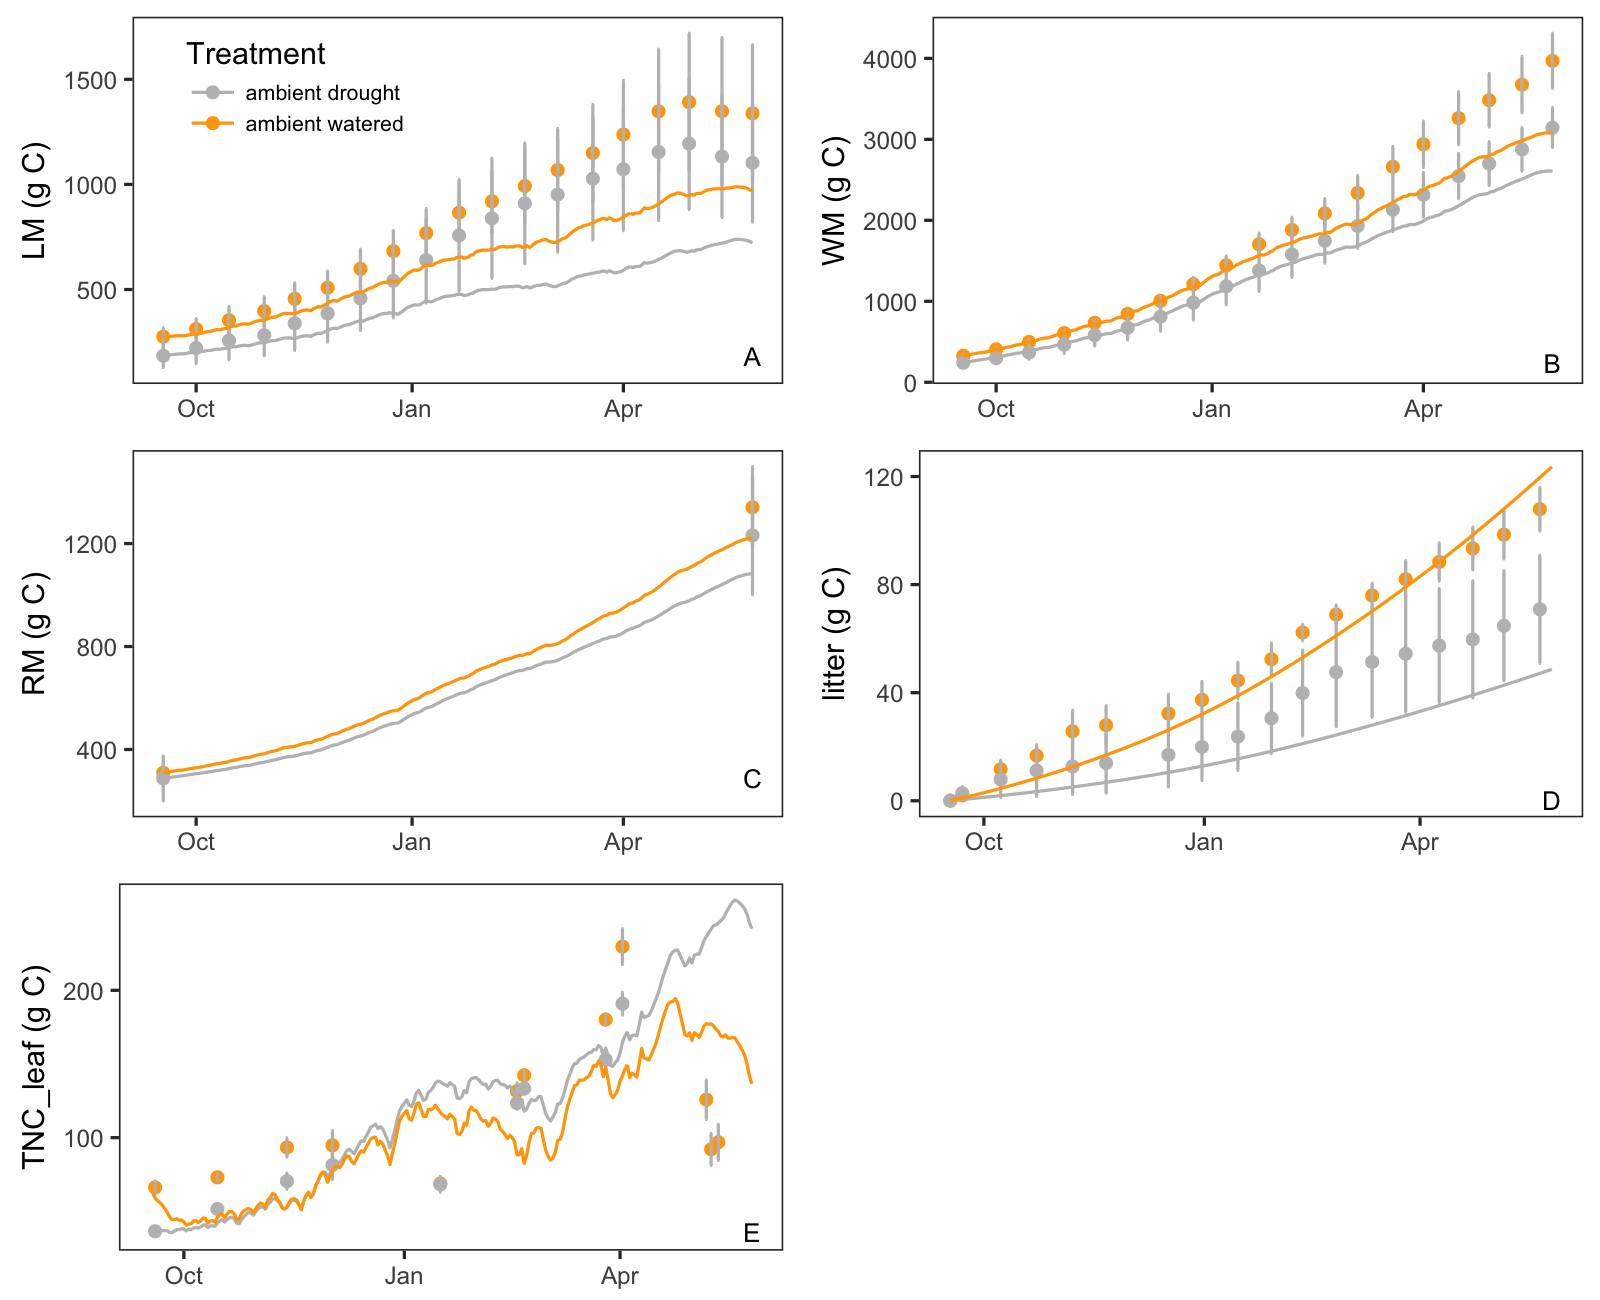 LM (g C)
1500
1000
500
Treatment
ambient drought
ambient watered
A
Oct
Jan
Apr
WM (g C)
4000
3000
2000
1000
0
B
Oct
Jan
Apr
RM (g C)
1200
800
400
C
Oct
Jan
Apr
litter (g C)
120
80
40
0
D
Oct
Jan
Apr
TNC_leaf (g C)
200
100
E
Oct
Jan
Apr